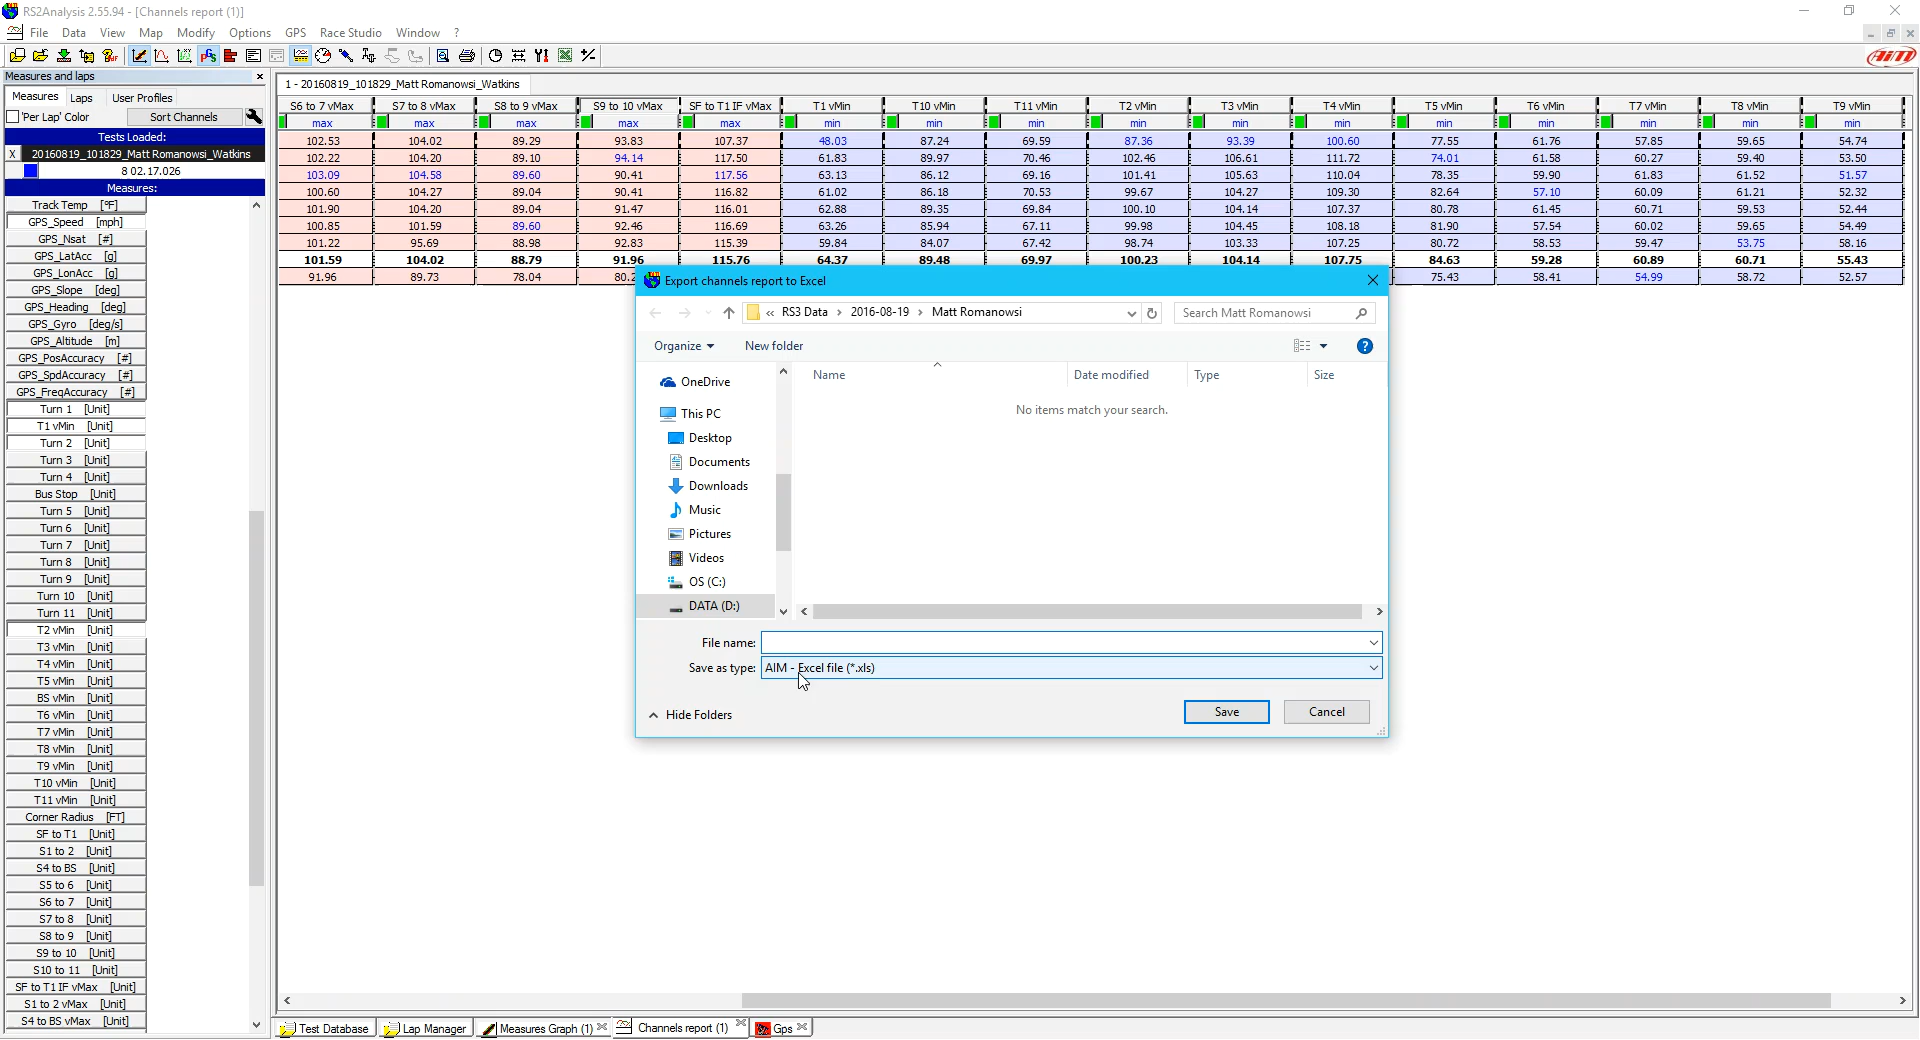 RS2Analysis 2.55.94 - [Channels report (1)]
File Data View Map Modify Options GPS Race Studio Window ?
AiM
Measures and laps
Measures Laps User Profiles
'Per Lap' Color Sort Channels
Tests Loaded:
X 20160819_101829_Matt Romanowsi_Watkins
8 02.17.026
Measures:
Track Temp [ºF]
GPS_Speed [mph]
GPS_Nsat [#]
GPS_LatAcc [g]
GPS_LonAcc [g]
GPS_Slope [deg]
GPS_Heading [deg]
GPS_Gyro [deg/s]
GPS_Altitude [m]
GPS_PosAccuracy [#]
GPS_SpdAccuracy [#]
GPS_FreqAccuracy [#]
Turn 1 [Unit]
T1 vMin [Unit]
Turn 2 [Unit]
Turn 3 [Unit]
Turn 4 [Unit]
Bus Stop [Unit]
Turn 5 [Unit]
Turn 6 [Unit]
Turn 7 [Unit]
Turn 8 [Unit]
Turn 9 [Unit]
Turn 10 [Unit]
Turn 11 [Unit]
T2 vMin [Unit]
T3 vMin [Unit]
T4 vMin [Unit]
T5 vMin [Unit]
BS vMin [Unit]
T6 vMin [Unit]
T7 vMin [Unit]
T8 vMin [Unit]
T9 vMin [Unit]
T10 vMin [Unit]
T11 vMin [Unit]
Corner Radius [FT]
SF to T1 [Unit]
S1 to 2 [Unit]
S4 to BS [Unit]
S5 to 6 [Unit]
S6 to 7 [Unit]
S7 to 8 [Unit]
S8 to 9 [Unit]
S9 to 10 [Unit]
S10 to 11 [Unit]
SF to T1 IF vMax [Unit]
S1 to 2 vMax [Unit]
S4 to BS vMax [Unit]
1 - 20160819_101829_Matt Romanowsi_Watkins
S6 to 7 vMax S7 to 8 vMax S8 to 9 vMax S9 to 10 vMax SF to T1 IF vMax T1 vMin T10 vMin T11 vMin T2 vMin T3 vMin T4 vMin T5 vMin T6 vMin T7 vMin T8 vMin T9 vMin
max max max max max min min min min min min min min min min min
102.53 104.02 89.29 93.83 107.37 48.03 87.24 69.59 87.36 93.39 100.60 77.55 61.76 57.85 59.65 54.74
102.22 104.20 89.10 94.14 117.50 61.83 89.97 70.46 102.46 106.61 111.72 74.01 61.58 60.27 59.40 53.50
103.09 104.58 89.60 90.41 117.56 63.13 86.12 69.16 101.41 105.63 110.04 78.35 59.90 61.83 61.52 51.57
100.60 104.27 89.04 90.41 116.82 61.02 86.18 70.53 99.67 104.27 109.30 82.64 57.10 60.09 61.21 52.32
101.90 104.20 89.04 91.47 116.01 62.88 89.35 69.84 100.10 104.14 107.37 80.78 61.45 60.71 59.53 52.44
100.85 101.59 89.60 92.46 116.69 63.26 85.94 67.11 99.98 104.45 108.18 81.90 57.54 60.02 59.65 54.49
101.22 95.69 88.98 92.83 115.39 59.84 84.07 67.42 98.74 103.33 107.25 80.72 58.53 59.47 53.75 58.16
101.59 104.02 88.79 91.96 115.76 64.37 89.48 69.97 100.23 104.14 107.75 84.63 59.28 60.89 60.71 55.43
91.96 89.73 78.04 80.2 75.43 58.41 54.99 58.72 52.57
Export channels report to Excel
« RS3 Data › 2016-08-19 › Matt Romanowsi
Search Matt Romanowsi
Organize New folder
Name Date modified Type Size
No items match your search.
OneDrive
This PC
Desktop
Documents
Downloads
Music
Pictures
Videos
OS (C:)
DATA (D:)
File name:
Save as type: AIM - Excel file (*.xls)
Hide Folders
Save Cancel
Test Database Lap Manager Measures Graph (1) Channels report (1) Gps